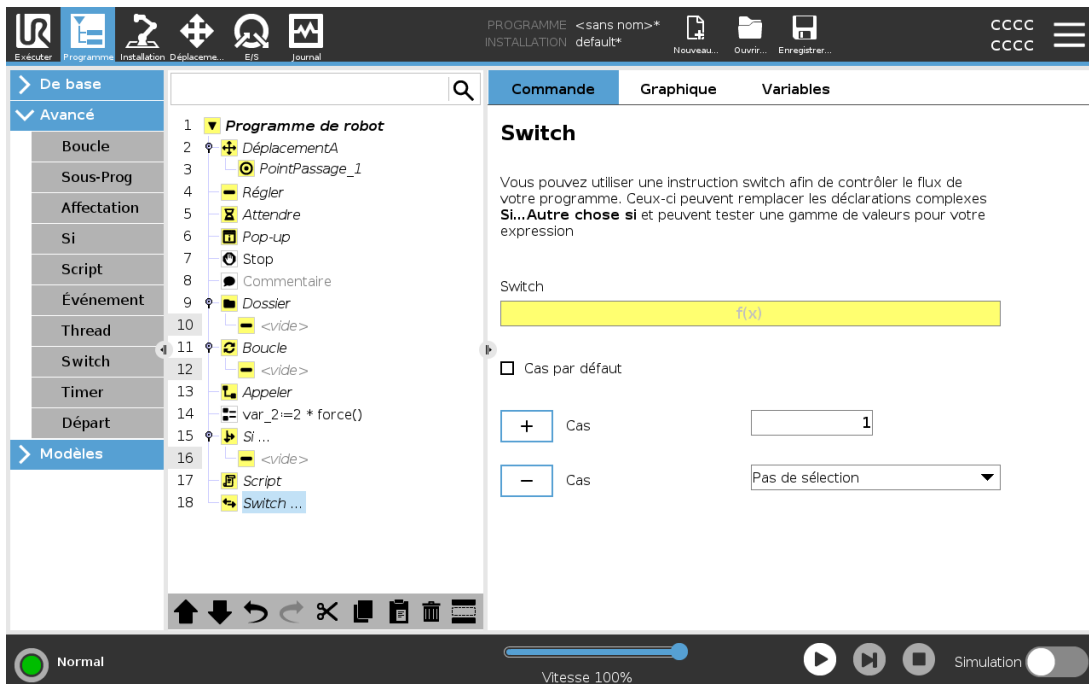 PROGRAMME <sans nom>*
INSTALLATION default*
Exécuter Programme Installation Déplaceme... E/S Journal
Nouveau... Ouvrir... Enregistrer...
CCCC
CCCC
De base
Avancé
Boucle
Sous-Prog
Affectation
Si
Script
Événement
Thread
Switch
Timer
Départ
Modèles
1 Programme de robot
2 DéplacementA
3 PointPassage_1
4 Régler
5 Attendre
6 Pop-up
7 Stop
8 Commentaire
9 Dossier
10 <vide>
11 Boucle
12 <vide>
13 Appeler
14 var_2:=2 * force()
15 Si ...
16 <vide>
17 Script
18 Switch ...
Commande Graphique Variables
Switch
Vous pouvez utiliser une instruction switch afin de contrôler le flux de
votre programme. Ceux-ci peuvent remplacer les déclarations complexes
Si...Autre chose si et peuvent tester une gamme de valeurs pour votre
expression
Switch
f(x)
Cas par défaut
+ Cas 1
− Cas Pas de sélection
Normal
Vitesse 100%
Simulation